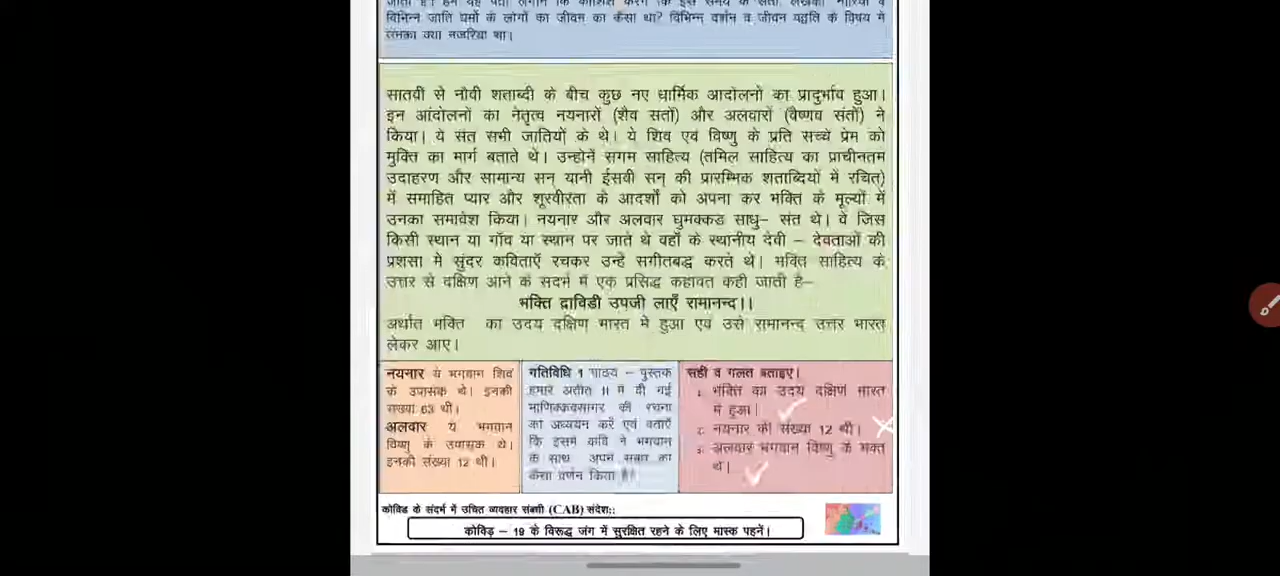 विभिन्न जाति धर्मो के लोगों का जीवन का कैसा था? विभिन्न दर्शन व जीवन पद्धति के विषय में
उनका क्या नजरिया था।
सातवीं से नौवी शताब्दी के बीच कुछ नए धार्मिक आदोलनों का प्रादुर्भाव हुआ।
इन आंदोलनों का नेतृत्व नयनारों (शैव संतों) और अलवारों (वैष्णव संतों) ने
किया। ये संत सभी जातियों के थे। ये शिव एवं विष्णु के प्रति सच्चे प्रेम को
मुक्ति का मार्ग बताते थे। उन्होनें सगम साहित्य (तमिल साहित्य का प्राचीनतम
उदाहरण और सामान्य सन् यानी ईसवी सन् की प्रारम्भिक शताब्दियों में रचित)
में समाहित प्यार और शूरवीरता के आदर्शों को अपना कर भक्ति के मूल्यों में
उनका समावेश किया। नयनार और अलवार घुमक्कड साधु– संत थे। वे जिस
किसी स्थान या गॉव या स्थान पर जाते थे वहॉ के स्थानीय देवी – देवताओं की
प्रशसा मे सुंदर कविताएँ रचकर उन्हें सगीतबद्ध करते थे। भक्ति साहित्य के
उत्तर से दक्षिण आने के सदर्भ में एक प्रसिद्ध कहावत कही जाती है–
भक्ति द्राविडी उपजी लाएँ रामानन्द।।
अर्थात भक्ति का उदय दक्षिण भारत मे हुआ एवं उसे रामानन्द उत्तर भारत
लेकर आए।
नयनार ये भगवान शिव
के उपासक थे। इनकी
संख्या 63 थी।
अलवार ये भगवान
विष्णु के उपासक थे।
इनकी संख्या 12 थी।
गतिविधि 1 पाठ्य – पुस्तक
हमारे अतीत II में दी गई
माणिक्कवसागर की रचना
का अध्ययन करें एवं बताएँ
कि इसमें कवि ने भगवान
के साथ अपने संबंध का
कैसा वर्णन किया
सही व गलत बताइए।
1. भक्ति का उदय दक्षिण भारत
में हुआ।
2. नयनार की संख्या 12 थी।
3. अलवार भगवान विष्णु के भक्त
थे।
कोविड के संदर्भ में उचित व्यवहार संबंधी (CAB) संदेश::
कोविड़ – 19 के विरूद्ध जंग में सुरक्षित रहने के लिए मास्क पहनें।